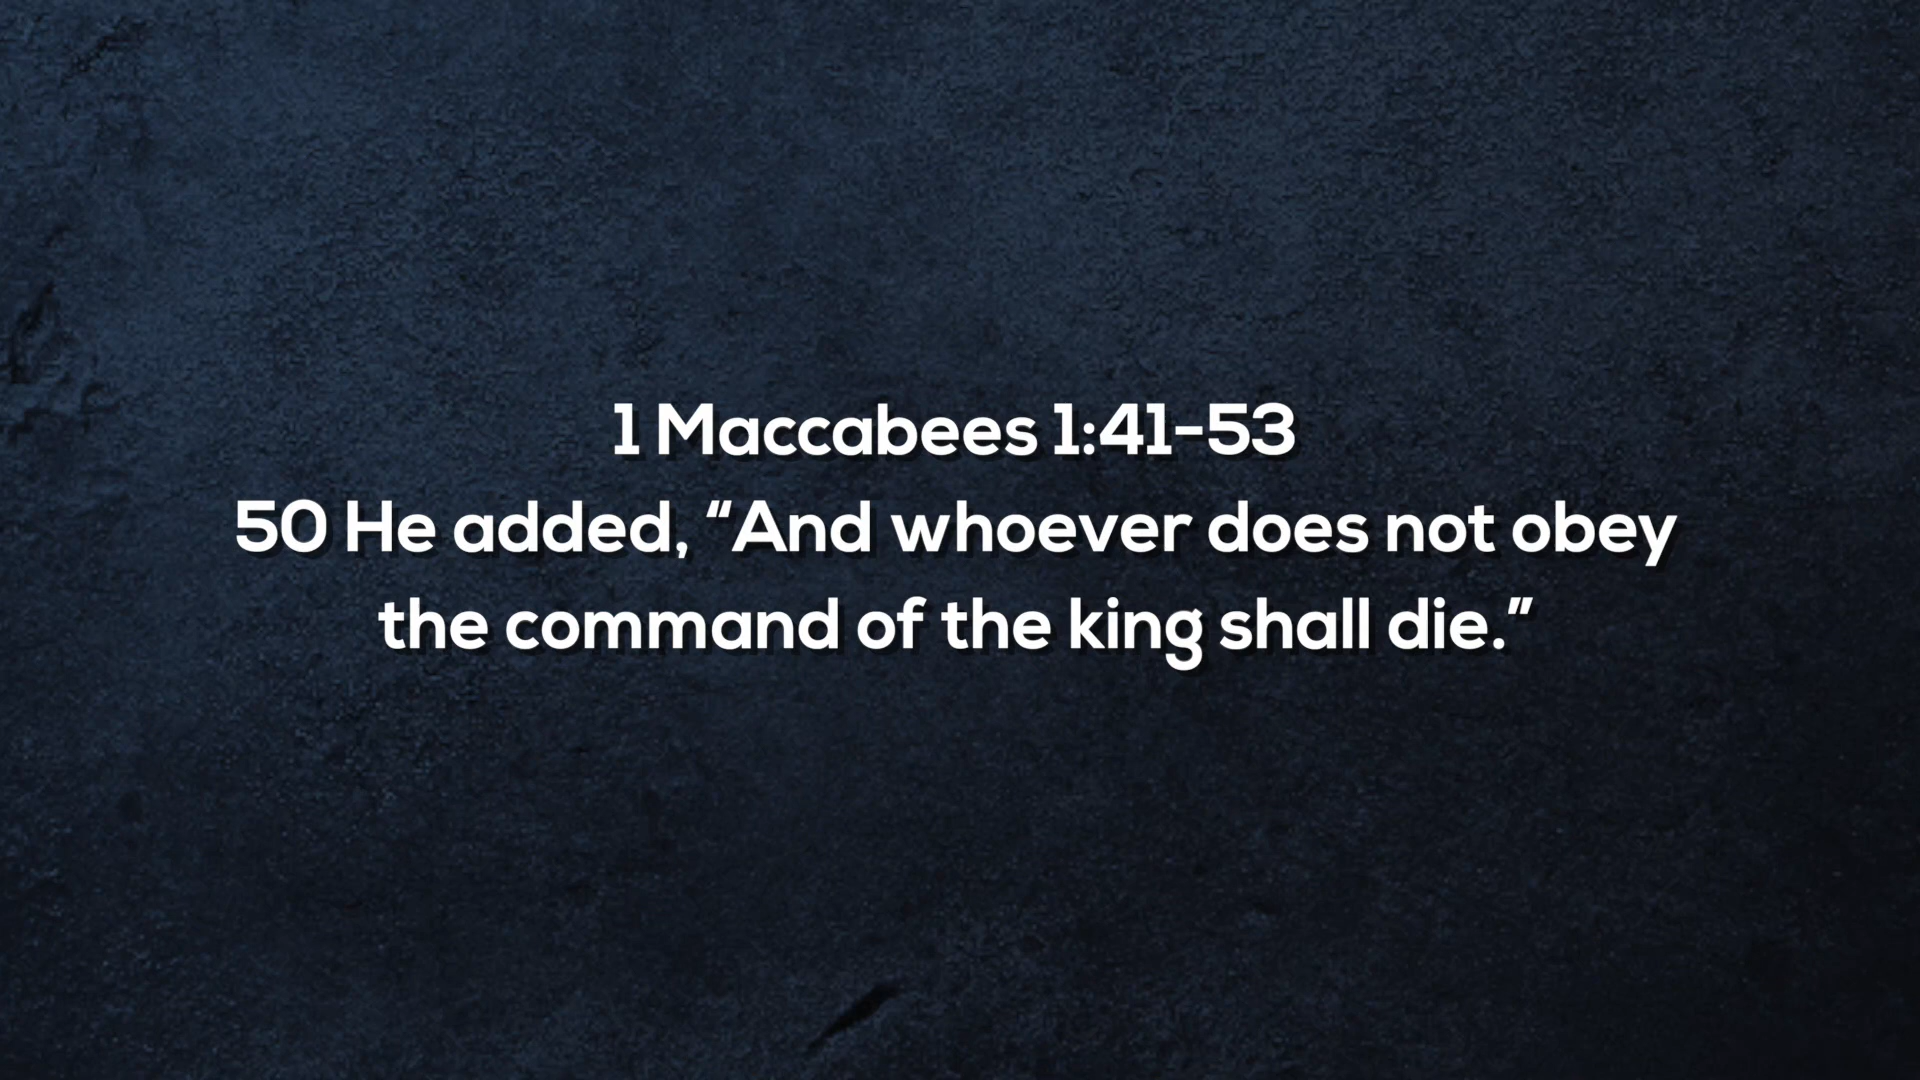 1 Maccabees 1:41-53
50 He added, “And whoever does not obey
the command of the king shall die.”